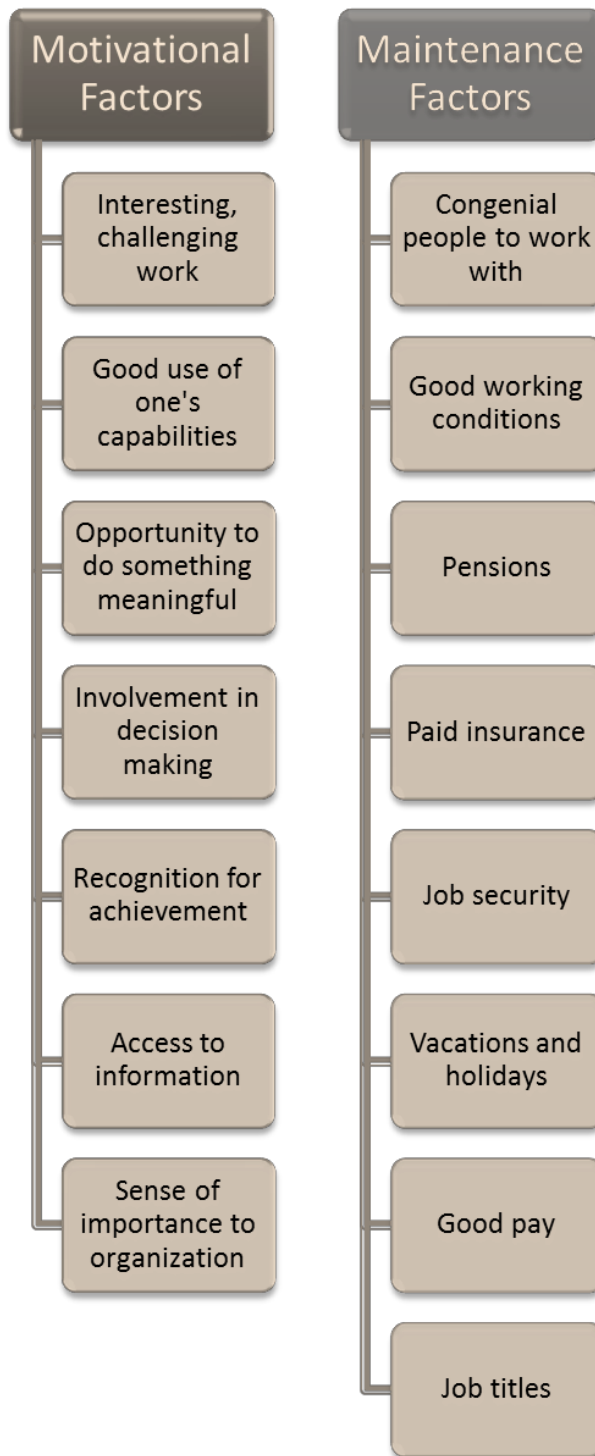 Motivational
Factors
Interesting,
challenging
work
Good use of
one's
capabilities
Opportunity to
do something
meaningful
Involvement in
decision
making
Recognition for
achievement
Access to
information
Sense of
importance to
organization
Maintenance
Factors
Congenial
people to work
with
Good working
conditions
Pensions
Paid insurance
Job security
Vacations and
holidays
Good pay
Job titles